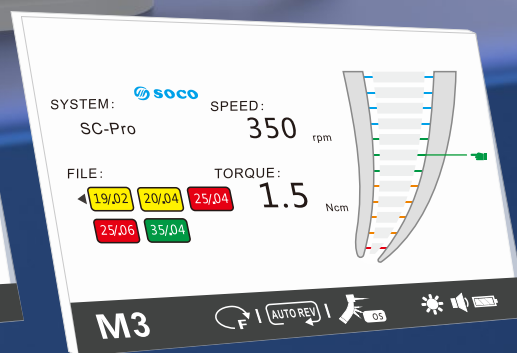 SOCO
SYSTEM:
SPEED:
SC-Pro
350 rpm
FILE:
TORQUE:
19/.02 20/.04 25/.04
1.5 Ncm
25/.06 35/.04
M3
F
AUTO REV
OS